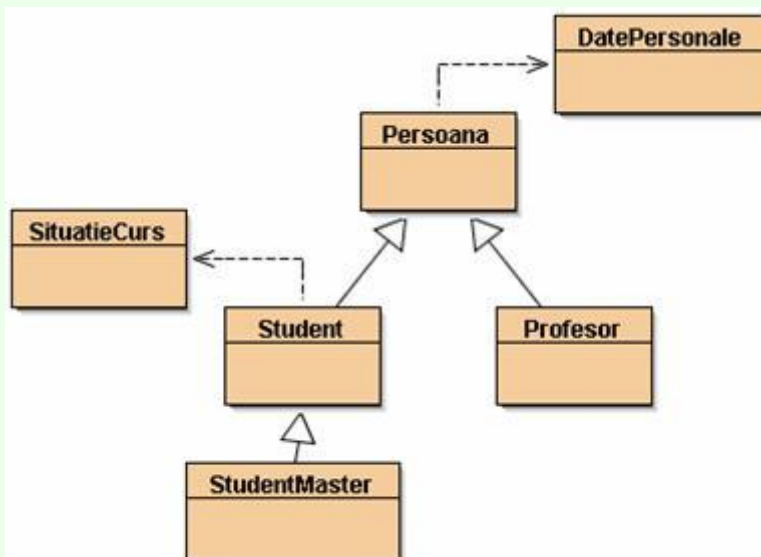 DatePersonale
Persoana
SituatieCurs
Student
Profesor
StudentMaster